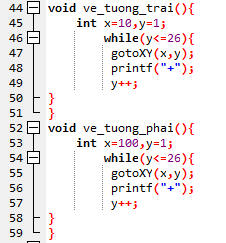 44 void ve_tuong_trai(){
45 int x=10,y=1;
46 while(y<=26){
47 gotoXY(x,y);
48 printf("+");
49 y++;
50 }
51 }
52 void ve_tuong_phai(){
53 int x=100,y=1;
54 while(y<=26){
55 gotoXY(x,y);
56 printf("+");
57 y++;
58 }
59 }